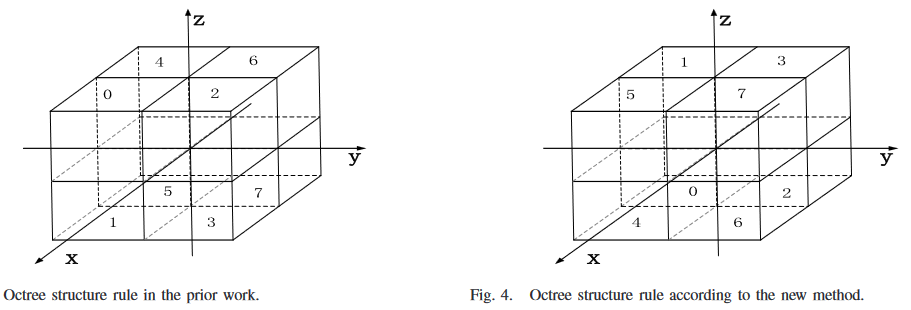 z
4
6
0
2
y
5
7
1
3
x
Octree structure rule in the prior work.
z
1
3
5
7
y
0
2
4
6
x
Fig. 4. Octree structure rule according to the new method.